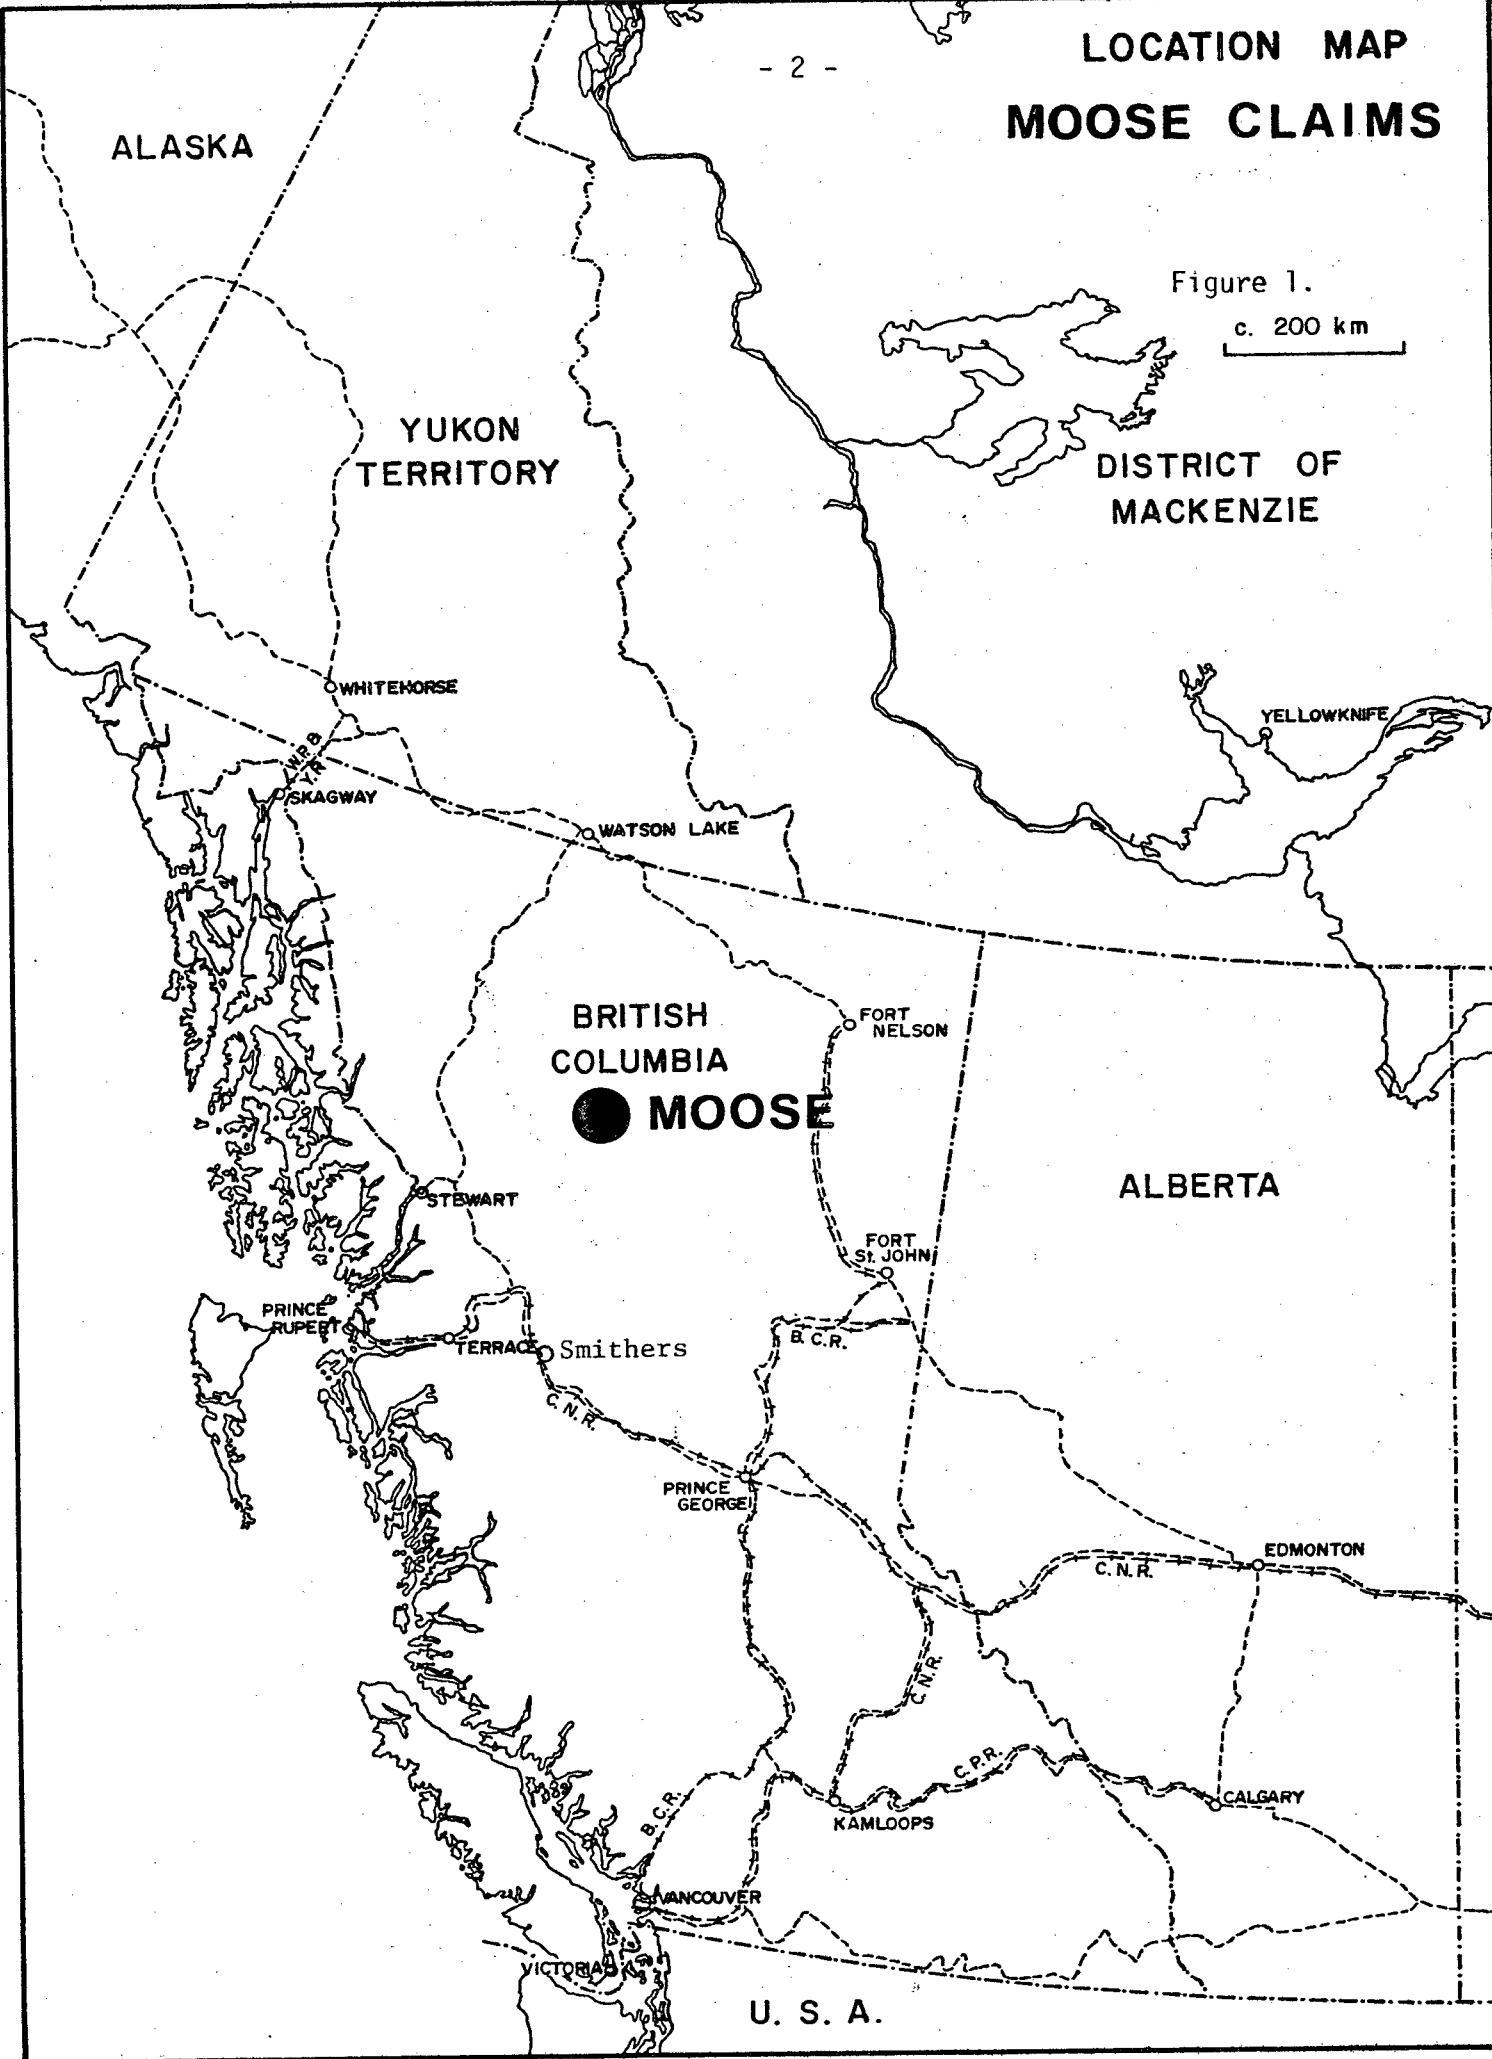 - 2 -
LOCATION MAP
MOOSE CLAIMS
ALASKA
Figure 1.
c. 200 km
YUKON
TERRITORY
DISTRICT OF
MACKENZIE
WHITEHORSE
YELLOWKNIFE
W.P.&
Y.R.
SKAGWAY
WATSON LAKE
BRITISH
COLUMBIA
FORT
NELSON
MOOSE
ALBERTA
STEWART
FORT
St. JOHN
PRINCE
RUPERT
B.C.R.
TERRACE
Smithers
C.N.R.
PRINCE
GEORGE
EDMONTON
C.N.R.
C.N.R.
C.P.R.
B.C.R.
CALGARY
KAMLOOPS
VANCOUVER
VICTORIA
U. S. A.